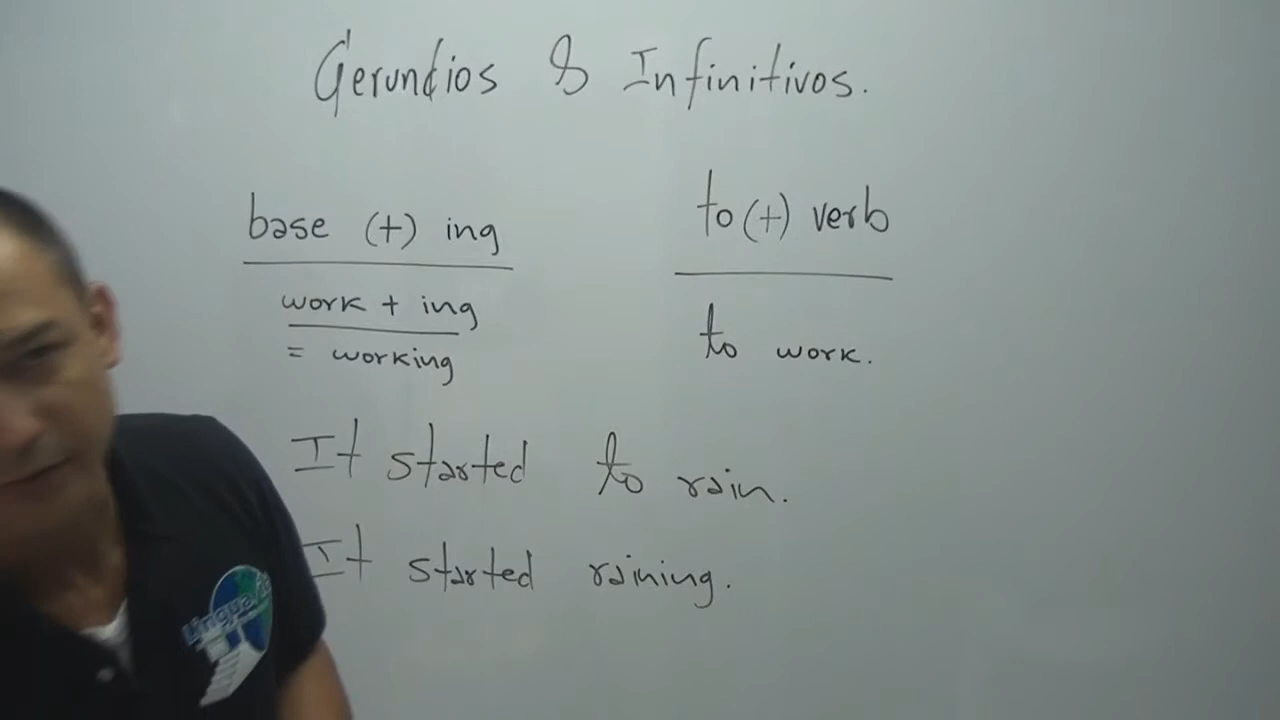 Gerundios & Infinitivos.
base (+) ing
work + ing
= working
to (+) verb
to work.
It started to rain.
It started raining.